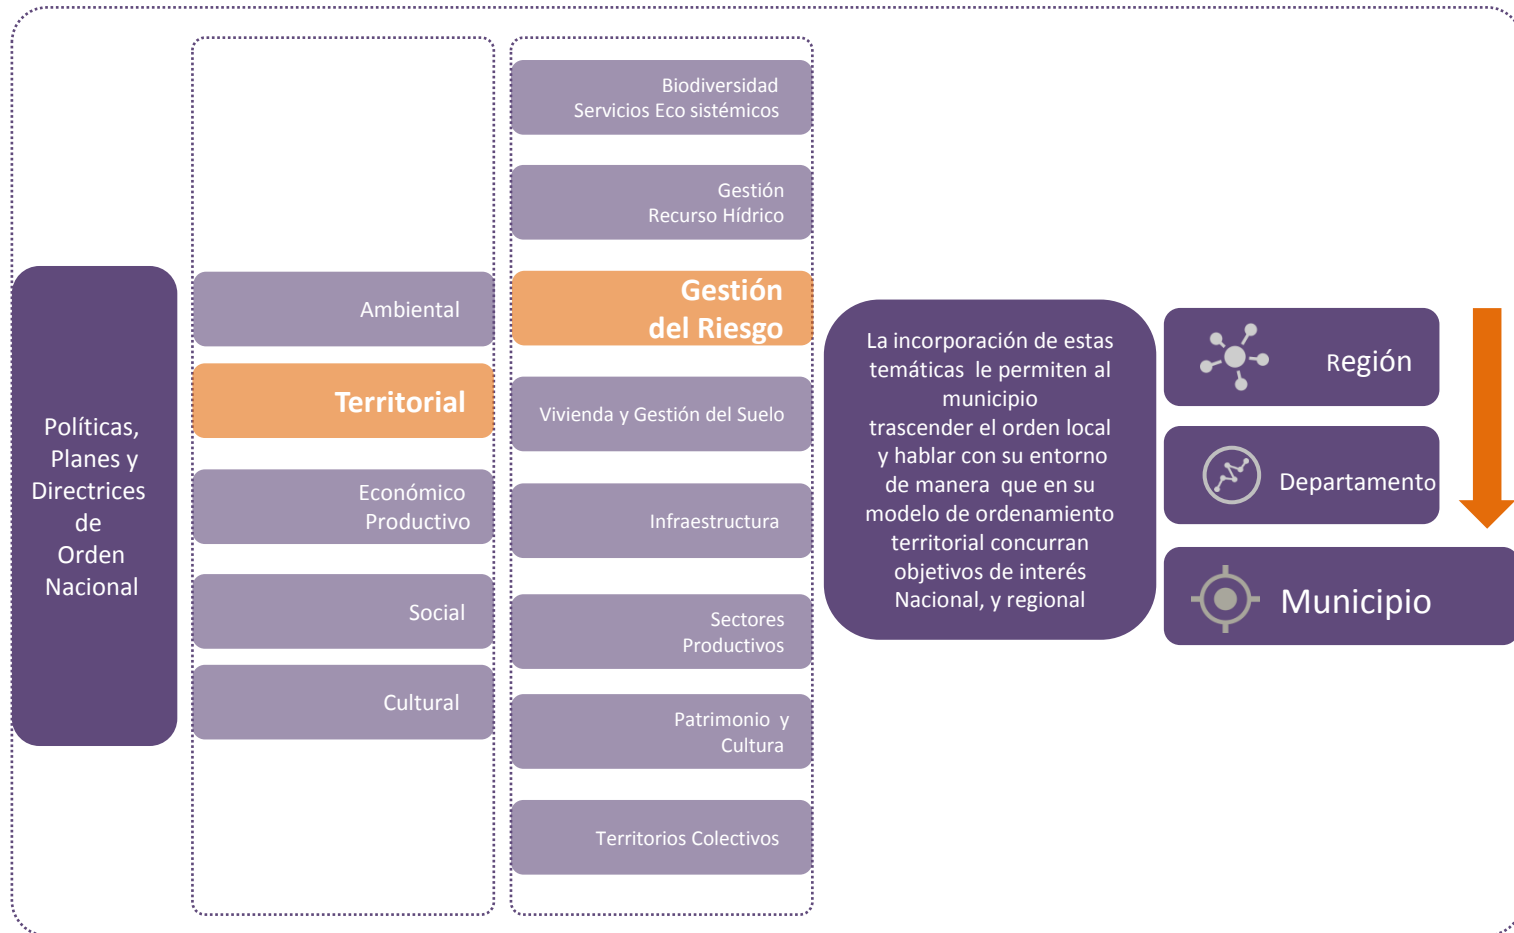 Políticas,
Planes y
Directrices
de
Orden
Nacional
Ambiental
Territorial
Económico
Productivo
Social
Cultural
Biodiversidad
Servicios Eco sistémicos
Gestión
Recurso Hídrico
Gestión
del Riesgo
Vivienda y Gestión del Suelo
Infraestructura
Sectores
Productivos
Patrimonio y
Cultura
Territorios Colectivos
La incorporación de estas
temáticas le permiten al
municipio
trascender el orden local
y hablar con su entorno
de manera que en su
modelo de ordenamiento
territorial concurran
objetivos de interés
Nacional, y regional
Región
Departamento
Municipio